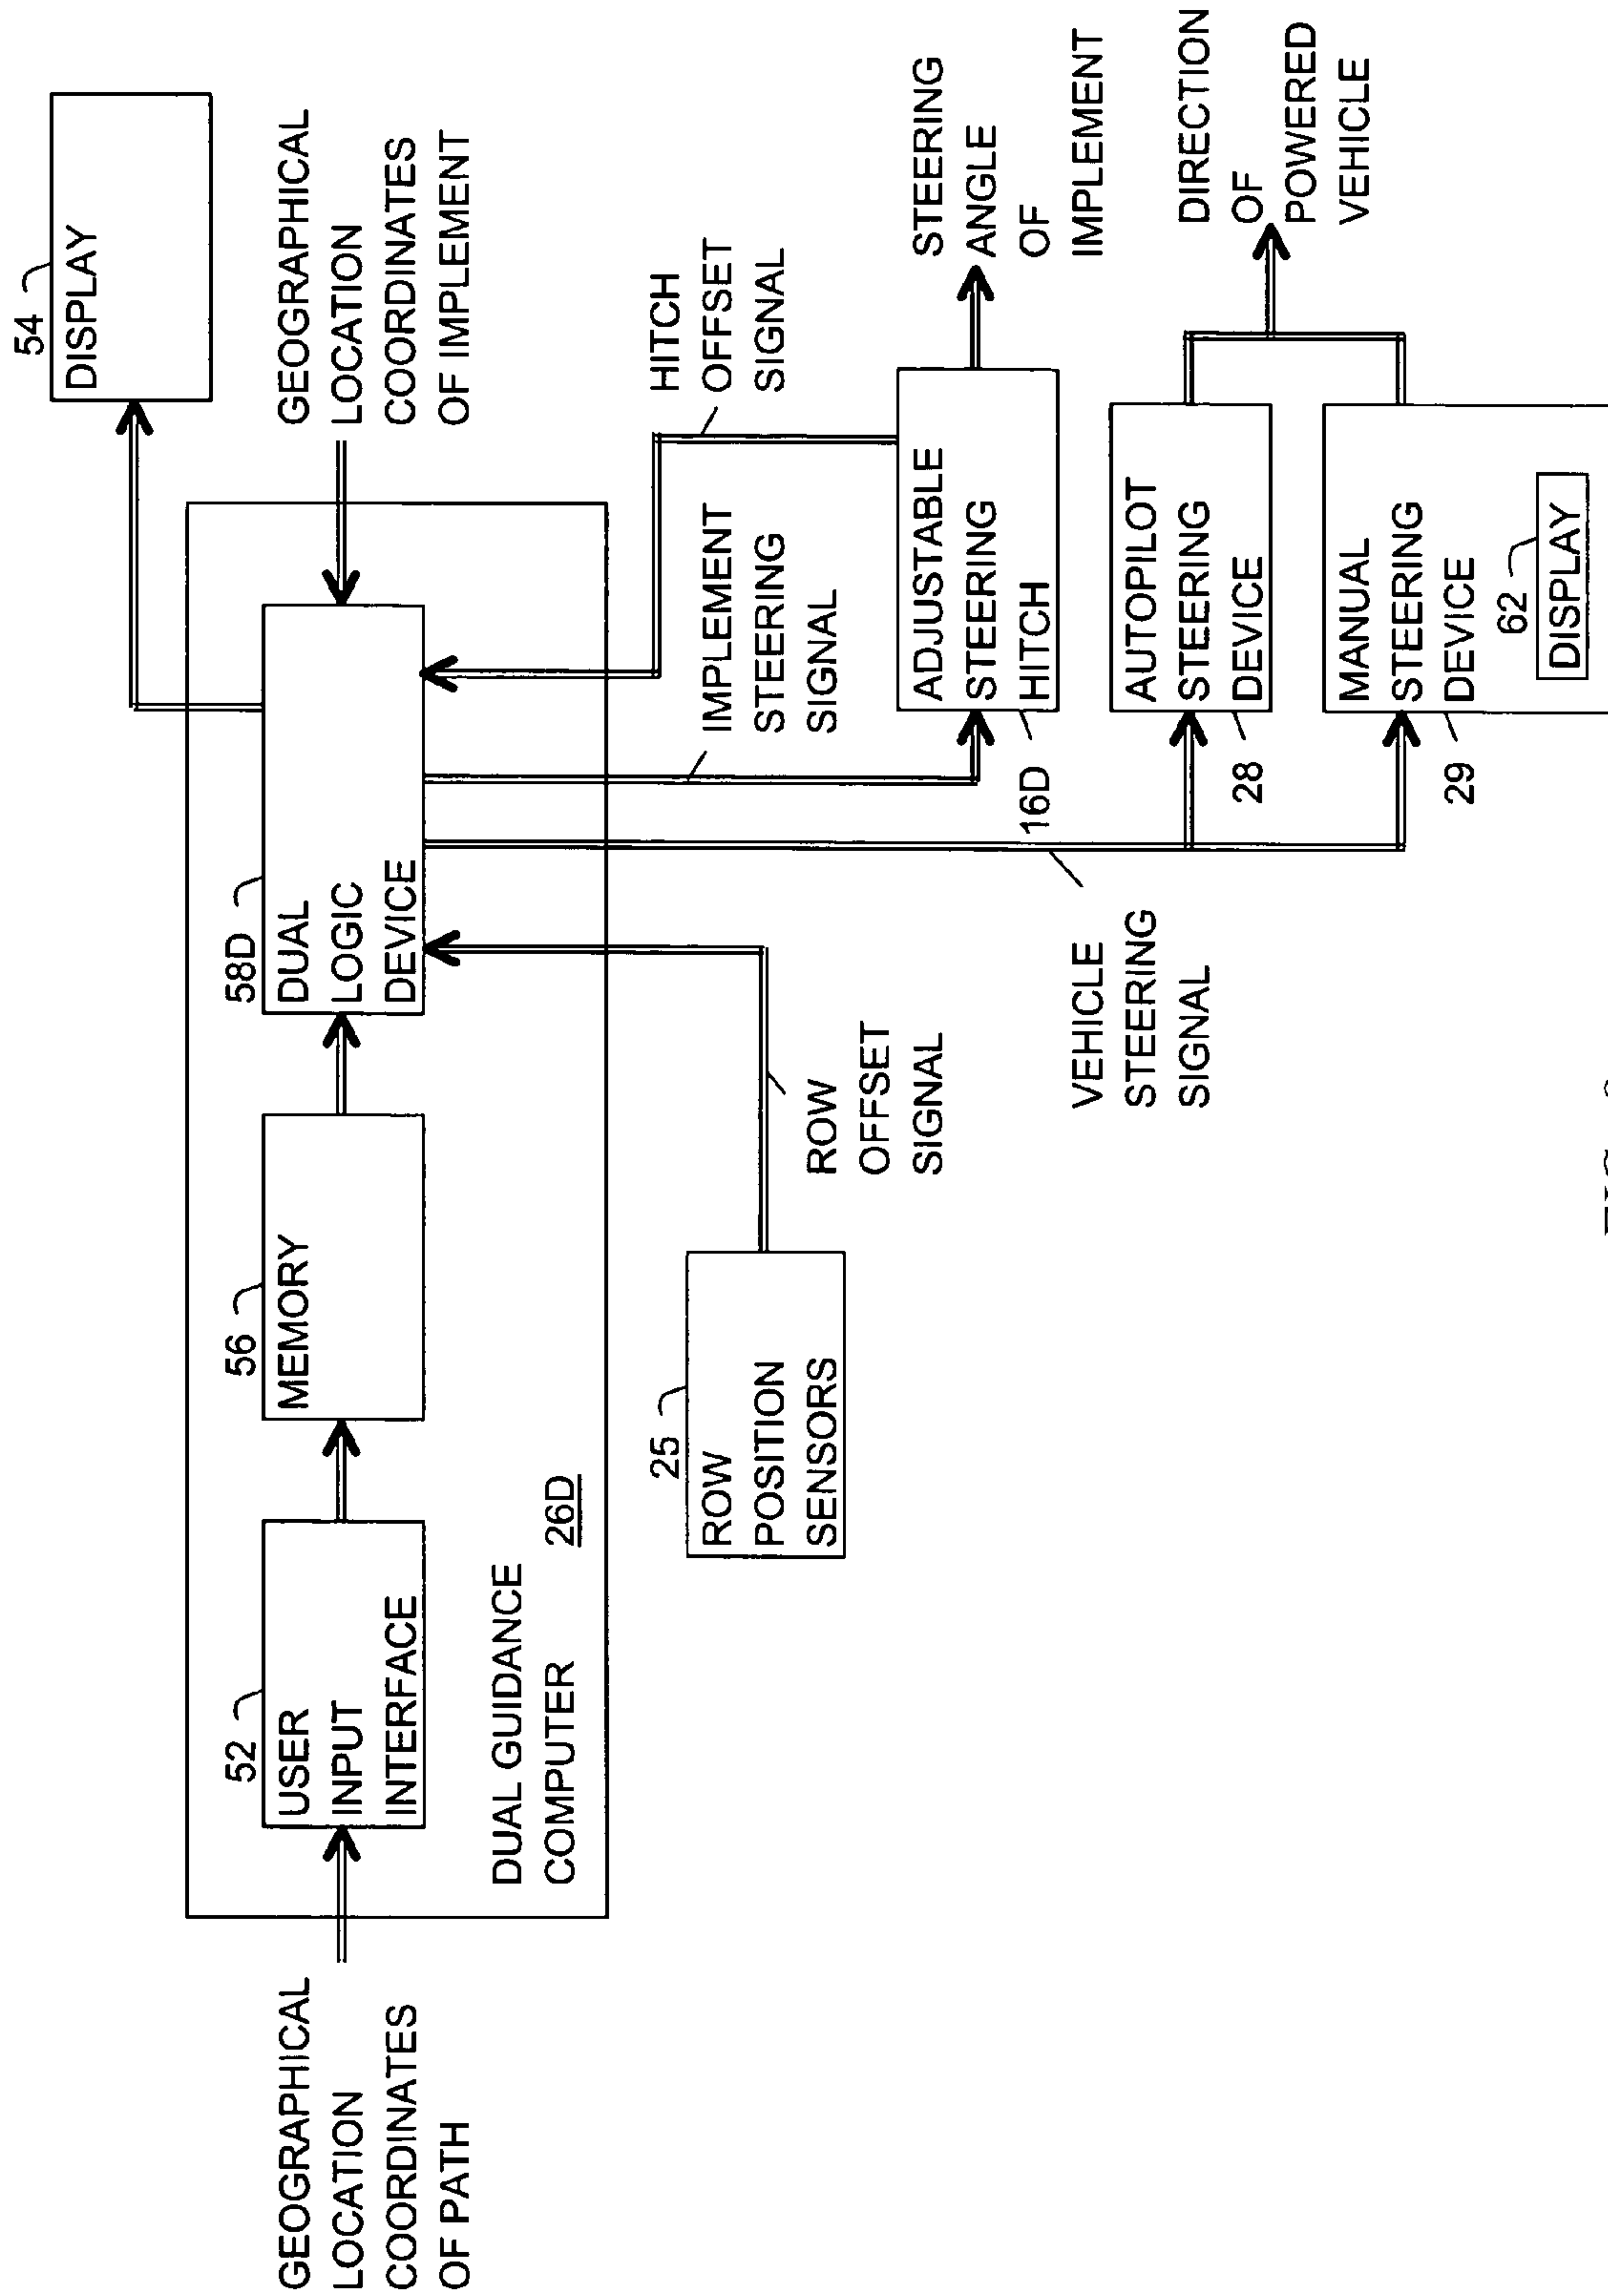 54
DISPLAY
GEOGRAPHICAL
LOCATION
COORDINATES
OF PATH
52
USER
INPUT
INTERFACE
56
MEMORY
58D
DUAL
LOGIC
DEVICE
GEOGRAPHICAL
LOCATION
COORDINATES
OF IMPLEMENT
DUAL GUIDANCE
COMPUTER
26D
25
ROW
POSITION
SENSORS
ROW
OFFSET
SIGNAL
IMPLEMENT
STEERING
SIGNAL
HITCH
OFFSET
SIGNAL
VEHICLE
STEERING
SIGNAL
16D
ADJUSTABLE
STEERING
HITCH
STEERING
ANGLE
OF
IMPLEMENT
28
AUTOPILOT
STEERING
DEVICE
29
MANUAL
STEERING
DEVICE
62
DISPLAY
DIRECTION
OF
POWERED
VEHICLE